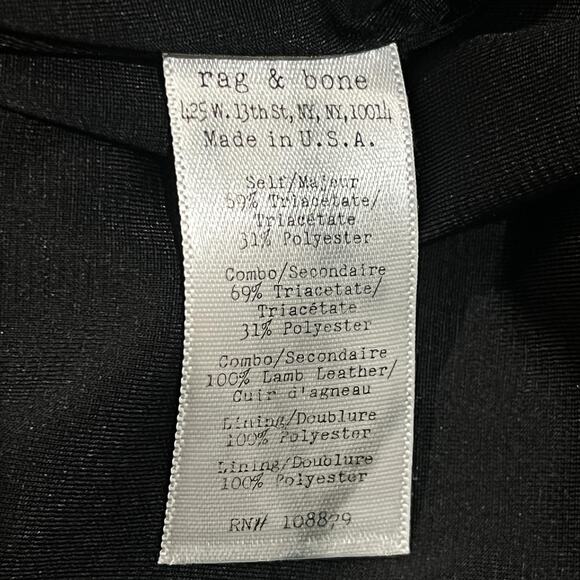 rag & bone
425 W. 13th St, NY, NY, 10014
Made in U.S.A.
Self/Majeur
69% Triacetate/
Triacétate
31% Polyester
Combo/Secondaire
69% Triacetate/
Triacétate
31% Polyester
Combo/Secondaire
100% Lamb Leather/
Cuir d'agneau
Lining/Doublure
100% Polyester
Lining/Doublure
100% Polyester
RN# 108879